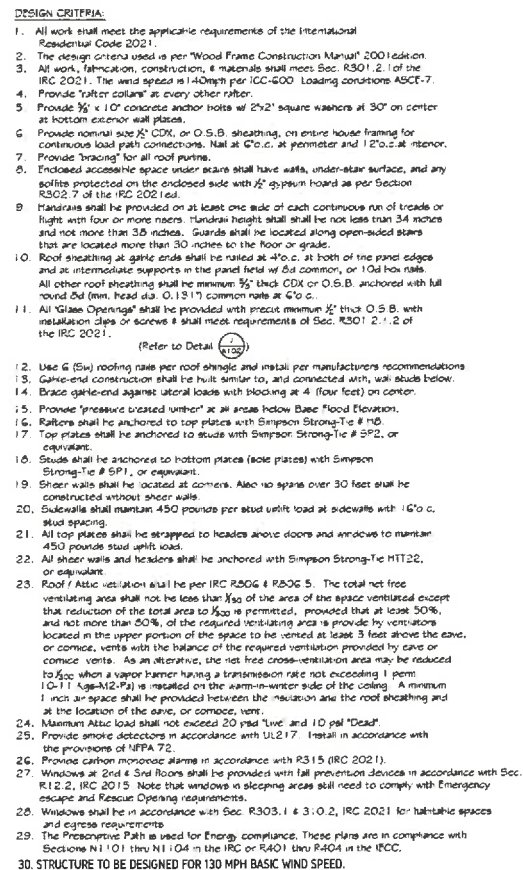 DESIGN CRITERIA:
1. All work shall meet the applicable requirements of the International
Residential Code 2021.
2. The design criteria used is per "Wood Frame Construction Manual" 2001 edition.
3. All work, fabrication, construction, & materials shall meet Sec. R301.2.1 of the
IRC 2021. The wind speed is 140mph per ICC-600 Loading conditions ASCE-7.
4. Provide "rafter collars" at every other rafter.
5. Provide 5/8" x 10" concrete anchor bolts w/ 2"x2" square washers at 30" on center
at bottom exterior wall plates.
6. Provide nominal size 1/2" CDX, or O.S.B. sheathing, on entire house framing for
continuous load path connections. Nail at 6"o.c. at perimeter and 12"o.c.at interior.
7. Provide "bracing" for all roof purlins.
8. Enclosed accessible space under stairs shall have walls, under-stair surface, and any
soffits protected on the enclosed side with 1/2" gypsum board as per Section
R302.7 of the IRC 2021ed.
9 Handrails shall be provided on at least one side of each continuous run of treads or
flight with four or more risers. Handrail height shall shall be not less than 34 inches
and not more than 38 inches. Guards shall be located along open-sided stairs
that are located more than 30 inches to the floor or grade.
10. Roof sheathing at gable ends shall be nailed at 4"o.c. at both of the panel edges
and at intermediate supports in the panel field w/ 8d common, or 10d box nails.
All other roof sheathing shall be minimum 5/8" thick CDX or O.S.B. anchored with full
round 8d (min. head dia. 0.131") common nails at 6"o.c.
11. All "Glass Openings" shall be provided with precut minimum 1/2" thick O.S.B. with
installation clips or screws & shall meet requirements of Sec. R301.2.1.2 of
the IRC 2021.
(Refer to Detail 1 A102)
12. Use 6 (Six) roofing nails per roof shingle and install per manufacturers recommendations
13. Gable-end construction shall be built similar to, and connected with, wall studs below.
14. Brace gable-end against lateral loads with blocking at 4 (four feet) on center.
15. Provide "pressure treated lumber" at all areas below Base Flood Elevation.
16. Rafters shall be anchored to top plates with Simpson Strong-Tie # H8.
17. Top plates shall be anchored to studs with Simpson Strong-Tie # SP2, or
equivalant.
18. Studs shall be anchored to bottom plates (sole plates) with Simpson
Strong-Tie # SP1, or equivalant.
19. Sheer walls shall be located at corners. Also no spans over 30 feet shall be
constructed without sheer walls.
20. Sidewalls shall maintain 450 pounds per stud uplift load at sidewalls with 16"o.c.
stud spacing.
21. All top plates shall be strapped to headers above doors and windows to maintain
450 pounds stud uplift load.
22. All sheer walls and headers shall be anchored with Simpson Strong-Tie HTT22,
or equivalant.
23. Roof / Attic vetilation shall be per IRC R806 & R806.5. The total net free
ventilating area shall not be less than 1/150 of the area of the space ventilated except
that reduction of the total area to 1/300 is permitted, provided that at least 50%,
and not more than 80%, of the required ventilating area is provide by ventilators
located in the upper portion of the space to be vented at least 3 feet above the eave,
or cornice, vents with the balance of the required ventilation provided by eave or
cornice vents. As an alterative, the net free cross-ventilation area may be reduced
to 1/300 when a vapor barrier having a transmission rate not exceeding 1 perm
10-11 Kgs-M2-Pa) is installed on the warm-in-winter side of the ceiling. A minimum
1 inch air space shall be provided between the insulation and the roof sheathing and
at the location of the eave, or cornoce, vent.
24. Maximum Attic load shall not exceed 20 psd "Live" and 10 psl "Dead".
25. Provide smoke detectors in accordance with UL217. Install in accordance with
the provisions of NFPA 72.
26. Provide carbon monoxide alarms in accordance with R315 (IRC 2021).
27. Windows at 2nd & 3rd floors shall be provided with fall prevention devices in accordance with Sec.
R12.2, IRC 2015 Note that windows in sleeping areas still need to comply with Emergency
escape and Rescue Opening requirements.
28. Windows shall be in accordance with Sec. R303.1 & 310.2, IRC 2021 for habitable spaces
and egress requirements
29. The Prescriptive Path is used for Energy compliance. These plans are in compliance with
Sections N1101 thru N1104 in the IRC or R401 thru R404 in the IECC.
30. STRUCTURE TO BE DESIGNED FOR 130 MPH BASIC WIND SPEED.